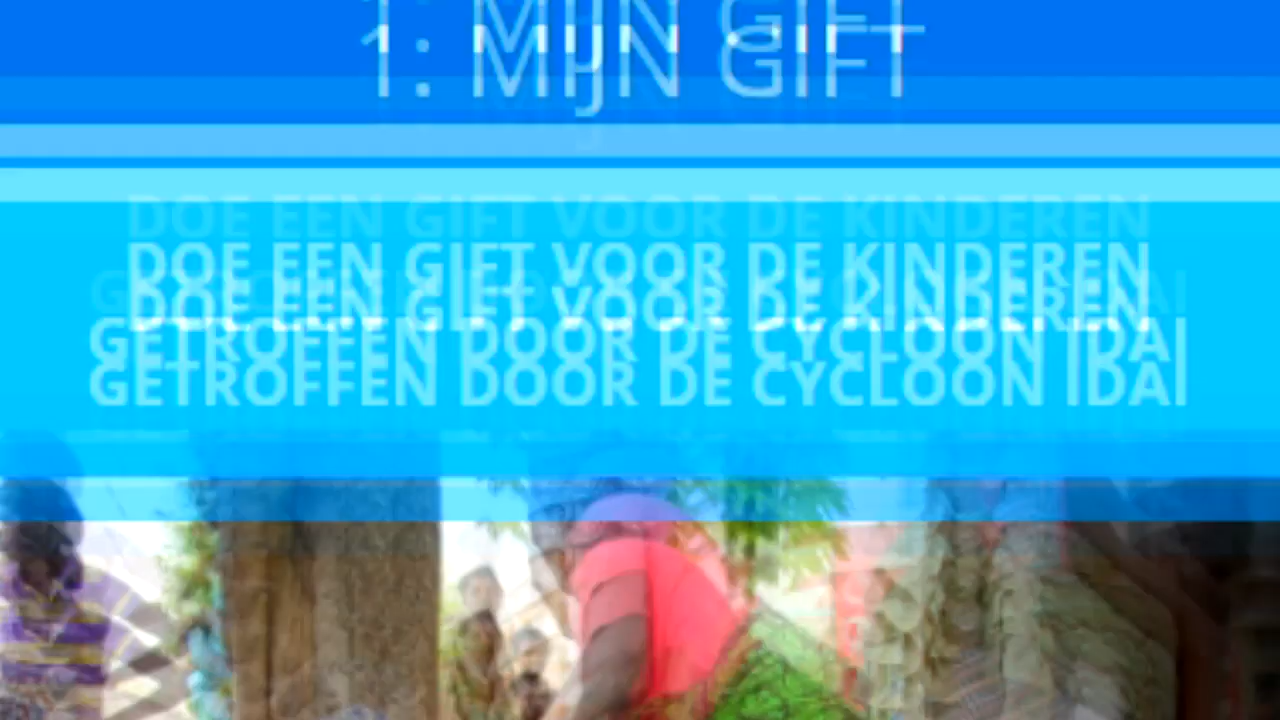 1: MIJN GIFT
DOE EEN GIFT VOOR DE KINDEREN
GETROFFEN DOOR DE CYCLOON IDAI